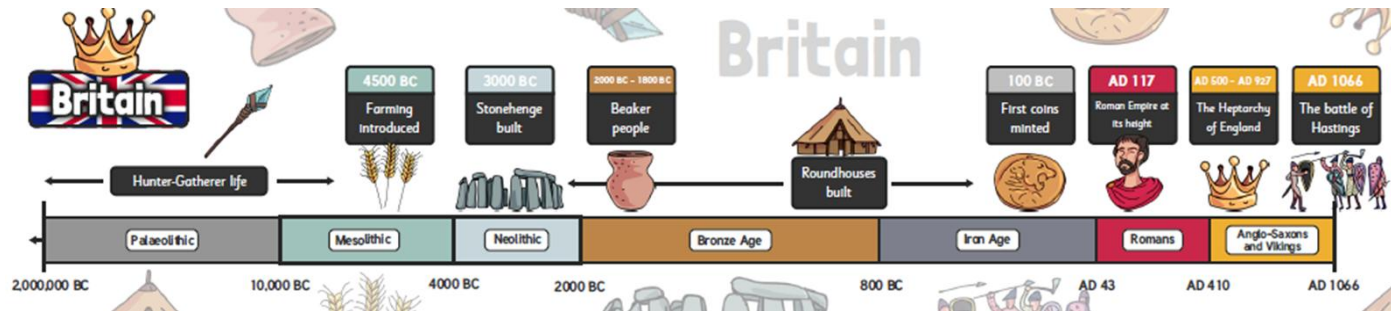 Britain
Britain
4500 BC
Farming
introduced
3000 BC
Stonehenge
built
2000 BC - 1800 BC
Beaker
people
100 BC
First coins
minted
AD 117
Roman Empire at
its height
AD 500 - AD 927
The Heptarchy
of England
AD 1066
The battle of
Hastings
Hunter-Gatherer life
Roundhouses
built
Palaeolithic
Mesolithic
Neolithic
Bronze Age
Iron Age
Romans
Anglo-Saxons
and Vikings
2,000,000 BC
10,000 BC
4000 BC
2000 BC
800 BC
AD 43
AD 410
AD 1066